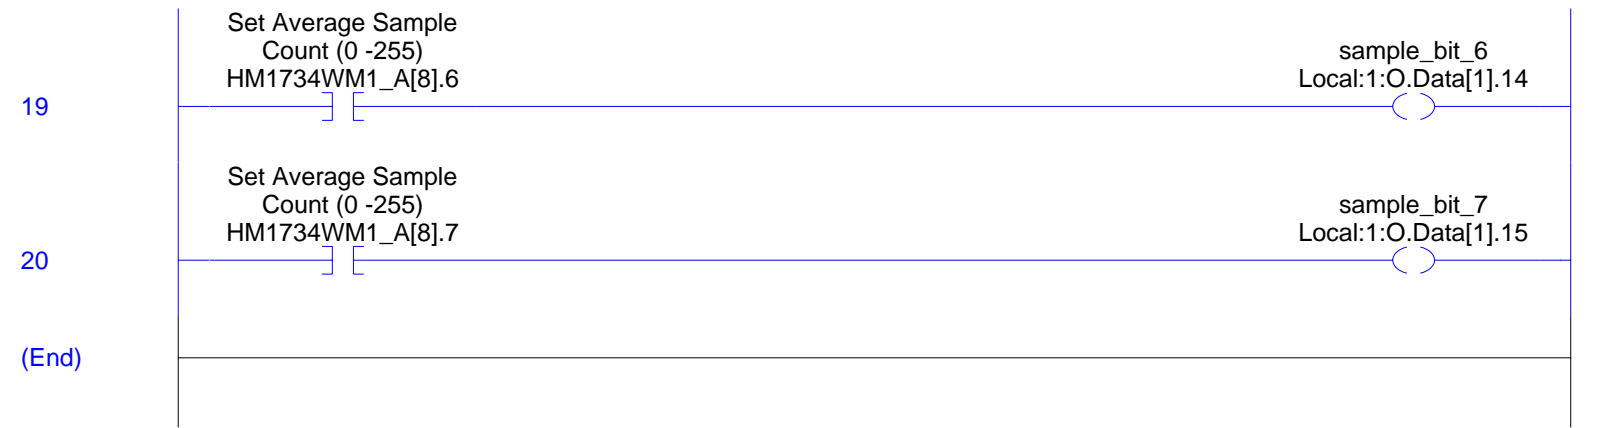 Set Average Sample
Count (0 -255)
HM1734WM1_A[8].6
sample_bit_6
Local:1:O.Data[1].14
19
Set Average Sample
Count (0 -255)
HM1734WM1_A[8].7
sample_bit_7
Local:1:O.Data[1].15
20
(End)